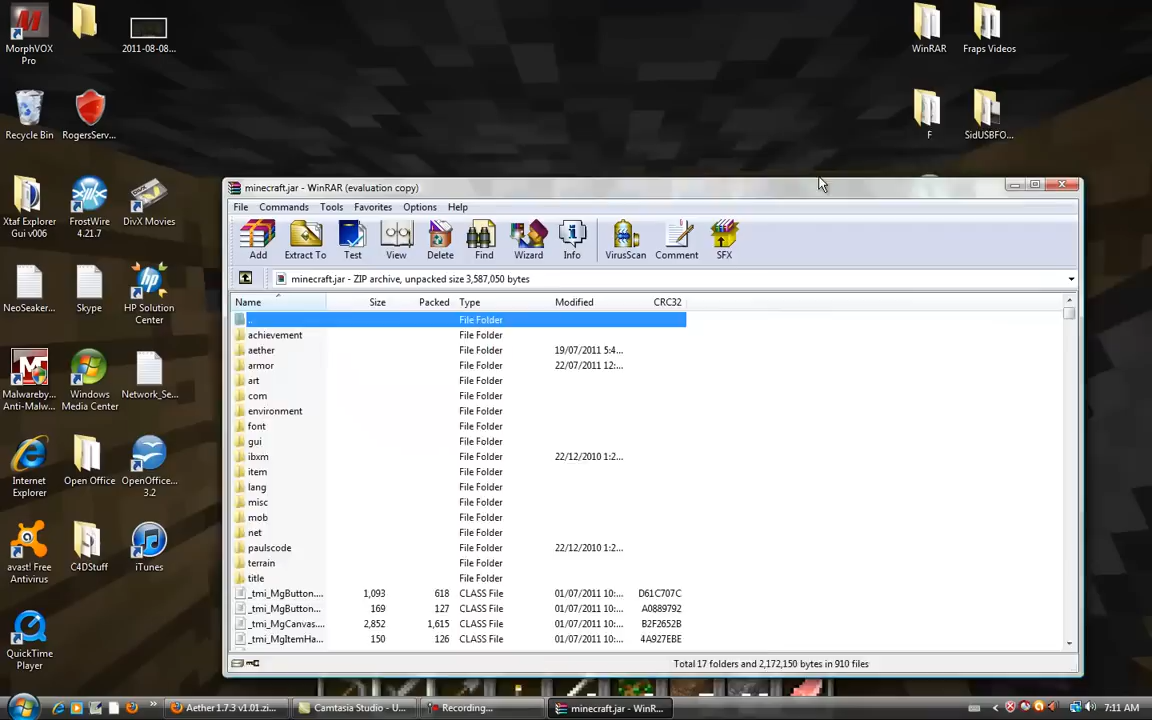 MorphVOX
Pro
2011-08-08...
WinRAR
Fraps Videos
Recycle Bin
RogersServ...
F
SidUSBFO...
Xtaf Explorer
Gui v006
FrostWire
4.21.7
DivX Movies
NeoSeaker...
Skype
HP Solution
Center
Malwareby...
Anti-Malw...
Windows
Media Center
Network_Se...
Internet
Explorer
Open Office
OpenOffice...
3.2
avast! Free
Antivirus
C4DStuff
iTunes
QuickTime
Player
minecraft.jar - WinRAR (evaluation copy)
File Commands Tools Favorites Options Help
Add Extract To Test View Delete Find Wizard Info VirusScan Comment SFX
minecraft.jar - ZIP archive, unpacked size 3,587,050 bytes
Name Size Packed Type Modified CRC32
.. File Folder
achievement File Folder
aether File Folder 19/07/2011 5:4...
armor File Folder 22/07/2011 12:...
art File Folder
com File Folder
environment File Folder
font File Folder
gui File Folder
ibxm File Folder 22/12/2010 1:2...
item File Folder
lang File Folder
misc File Folder
mob File Folder
net File Folder
paulscode File Folder 22/12/2010 1:2...
terrain File Folder
title File Folder
_tmi_MgButton.... 1,093 618 CLASS File 01/07/2011 10:... D61C707C
_tmi_MgButton... 169 127 CLASS File 01/07/2011 10:... A0889792
_tmi_MgCanvas.... 2,852 1,615 CLASS File 01/07/2011 10:... B2F2652B
_tmi_MgItemHa... 150 126 CLASS File 01/07/2011 10:... 4A927EBE
Total 17 folders and 2,172,150 bytes in 910 files
Aether 1.7.3 v1.01.zi...
Camtasia Studio - U...
Recording...
minecraft.jar - WinR...
7:11 AM